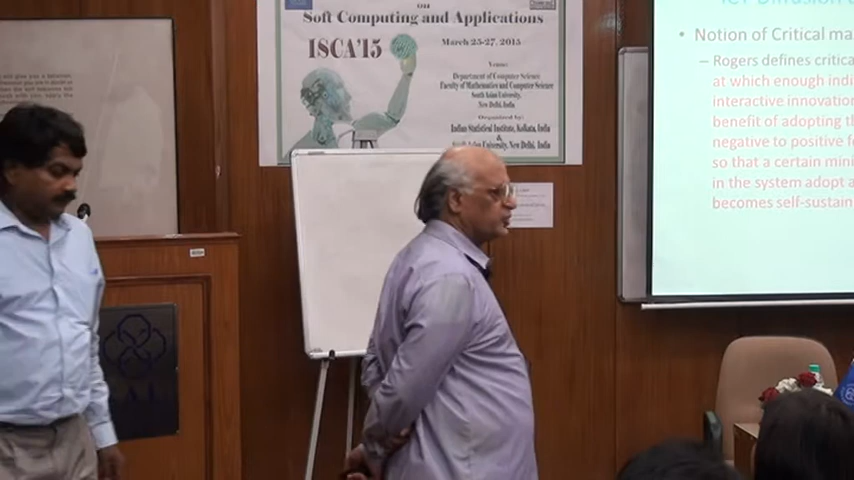 on
Soft Computing and Applications
ISCA'15
March 25-27, 2015
Venue:
Department of Computer Science
Faculty of Mathematics and Computer Science
South Asian University,
New Delhi, India
Organized by:
Indian Statistical Institute, Kolkata, India
&
South Asian University, New Delhi, India
ICT Diffusion
• Notion of Critical ma
– Rogers defines critica
at which enough indi
interactive innovation
benefit of adopting th
negative to positive f
so that a certain mini
in the system adopt a
becomes self-sustain